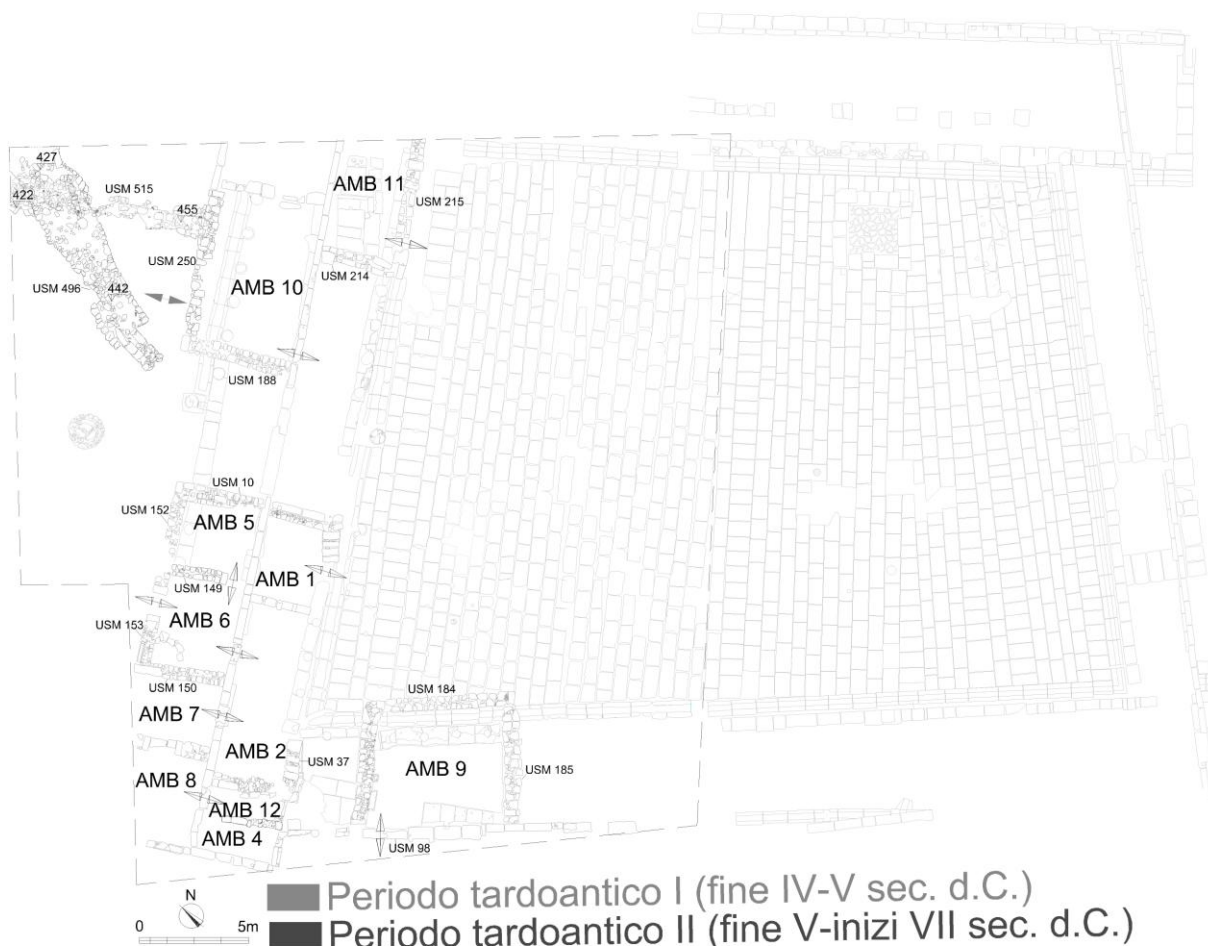 427
422
USM 515
455
AMB 11
USM 215
USM 250
USM 214
USM 496
442
AMB 10
USM 188
USM 10
USM 152
AMB 5
AMB 1
USM 149
AMB 6
USM 153
USM 150
USM 184
AMB 7
AMB 2
USM 37
AMB 9
USM 185
AMB 8
AMB 12
AMB 4
USM 98
N
0 5m
Periodo tardoantico I (fine IV-V sec. d.C.)
Periodo tardoantico II (fine V-inizi VII sec. d.C.)